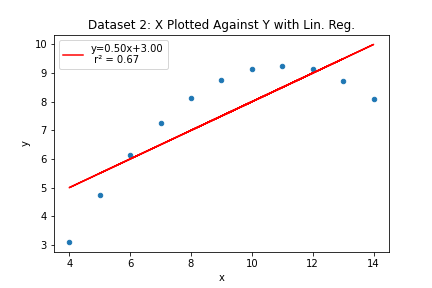 Dataset 2: X Plotted Against Y with Lin. Reg.
y=0.50x+3.00
r² = 0.67
10
9
8
7
6
5
4
3
y
4 6 8 10 12 14
x